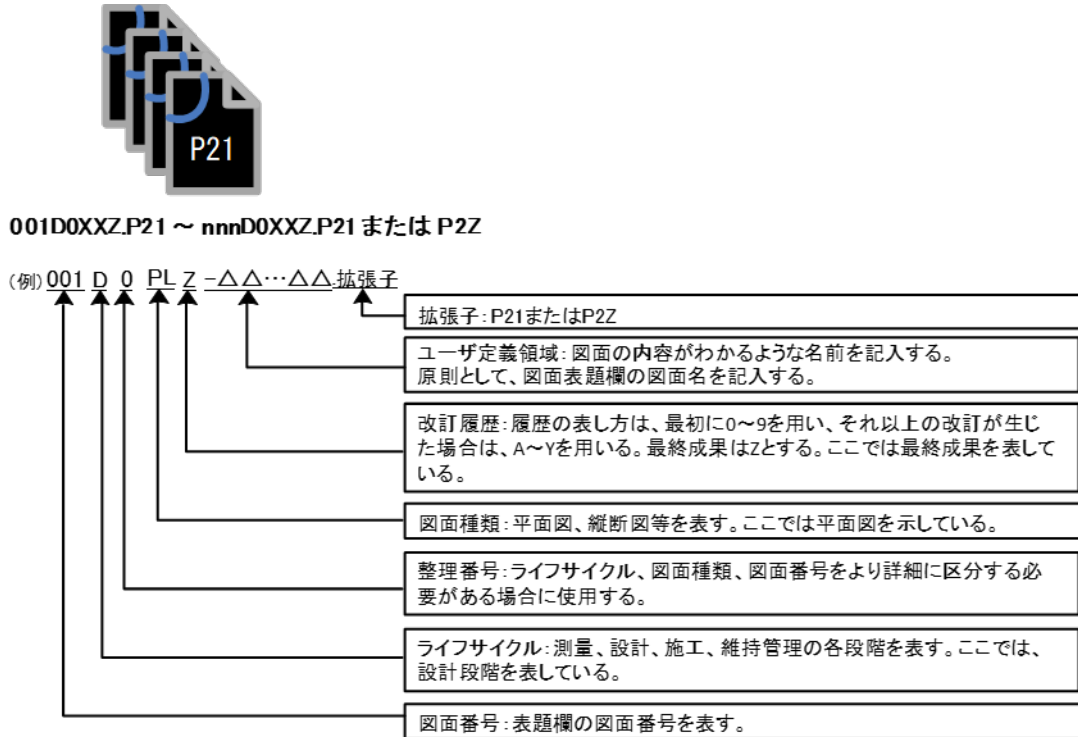 P21
001D0XXZ.P21 ～ nnnD0XXZ.P21 または P2Z
(例) 001 D 0 PL Z -△△…△△.拡張子
拡張子：P21またはP2Z
ユーザ定義領域：図面の内容がわかるような名前を記入する。
原則として、図面表題欄の図面名を記入する。
改訂履歴：履歴の表し方は、最初に0～9を用い、それ以上の改訂が生じ
た場合は、A～Yを用いる。最終成果はZとする。ここでは最終成果を表して
いる。
図面種類：平面図、縦断図等を表す。ここでは平面図を示している。
整理番号：ライフサイクル、図面種類、図面番号をより詳細に区分する必
要がある場合に使用する。
ライフサイクル：測量、設計、施工、維持管理の各段階を表す。ここでは、
設計段階を表している。
図面番号：表題欄の図面番号を表す。